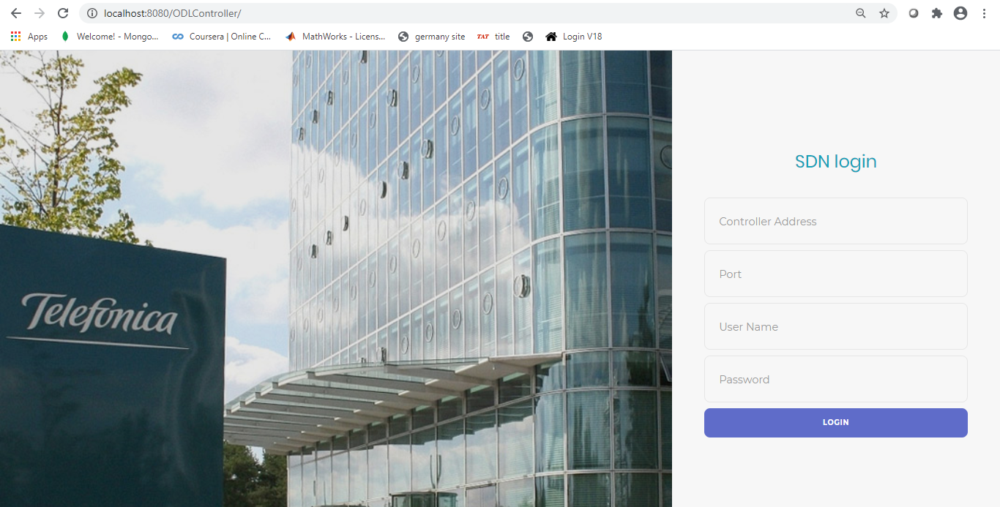 localhost:8080/ODLController/
Apps
Welcome! - Mongo...
Coursera | Online C...
MathWorks - Licens...
germany site
TAT title
Login V18
Telefónica
SDN login
Controller Address
Port
User Name
Password
LOGIN